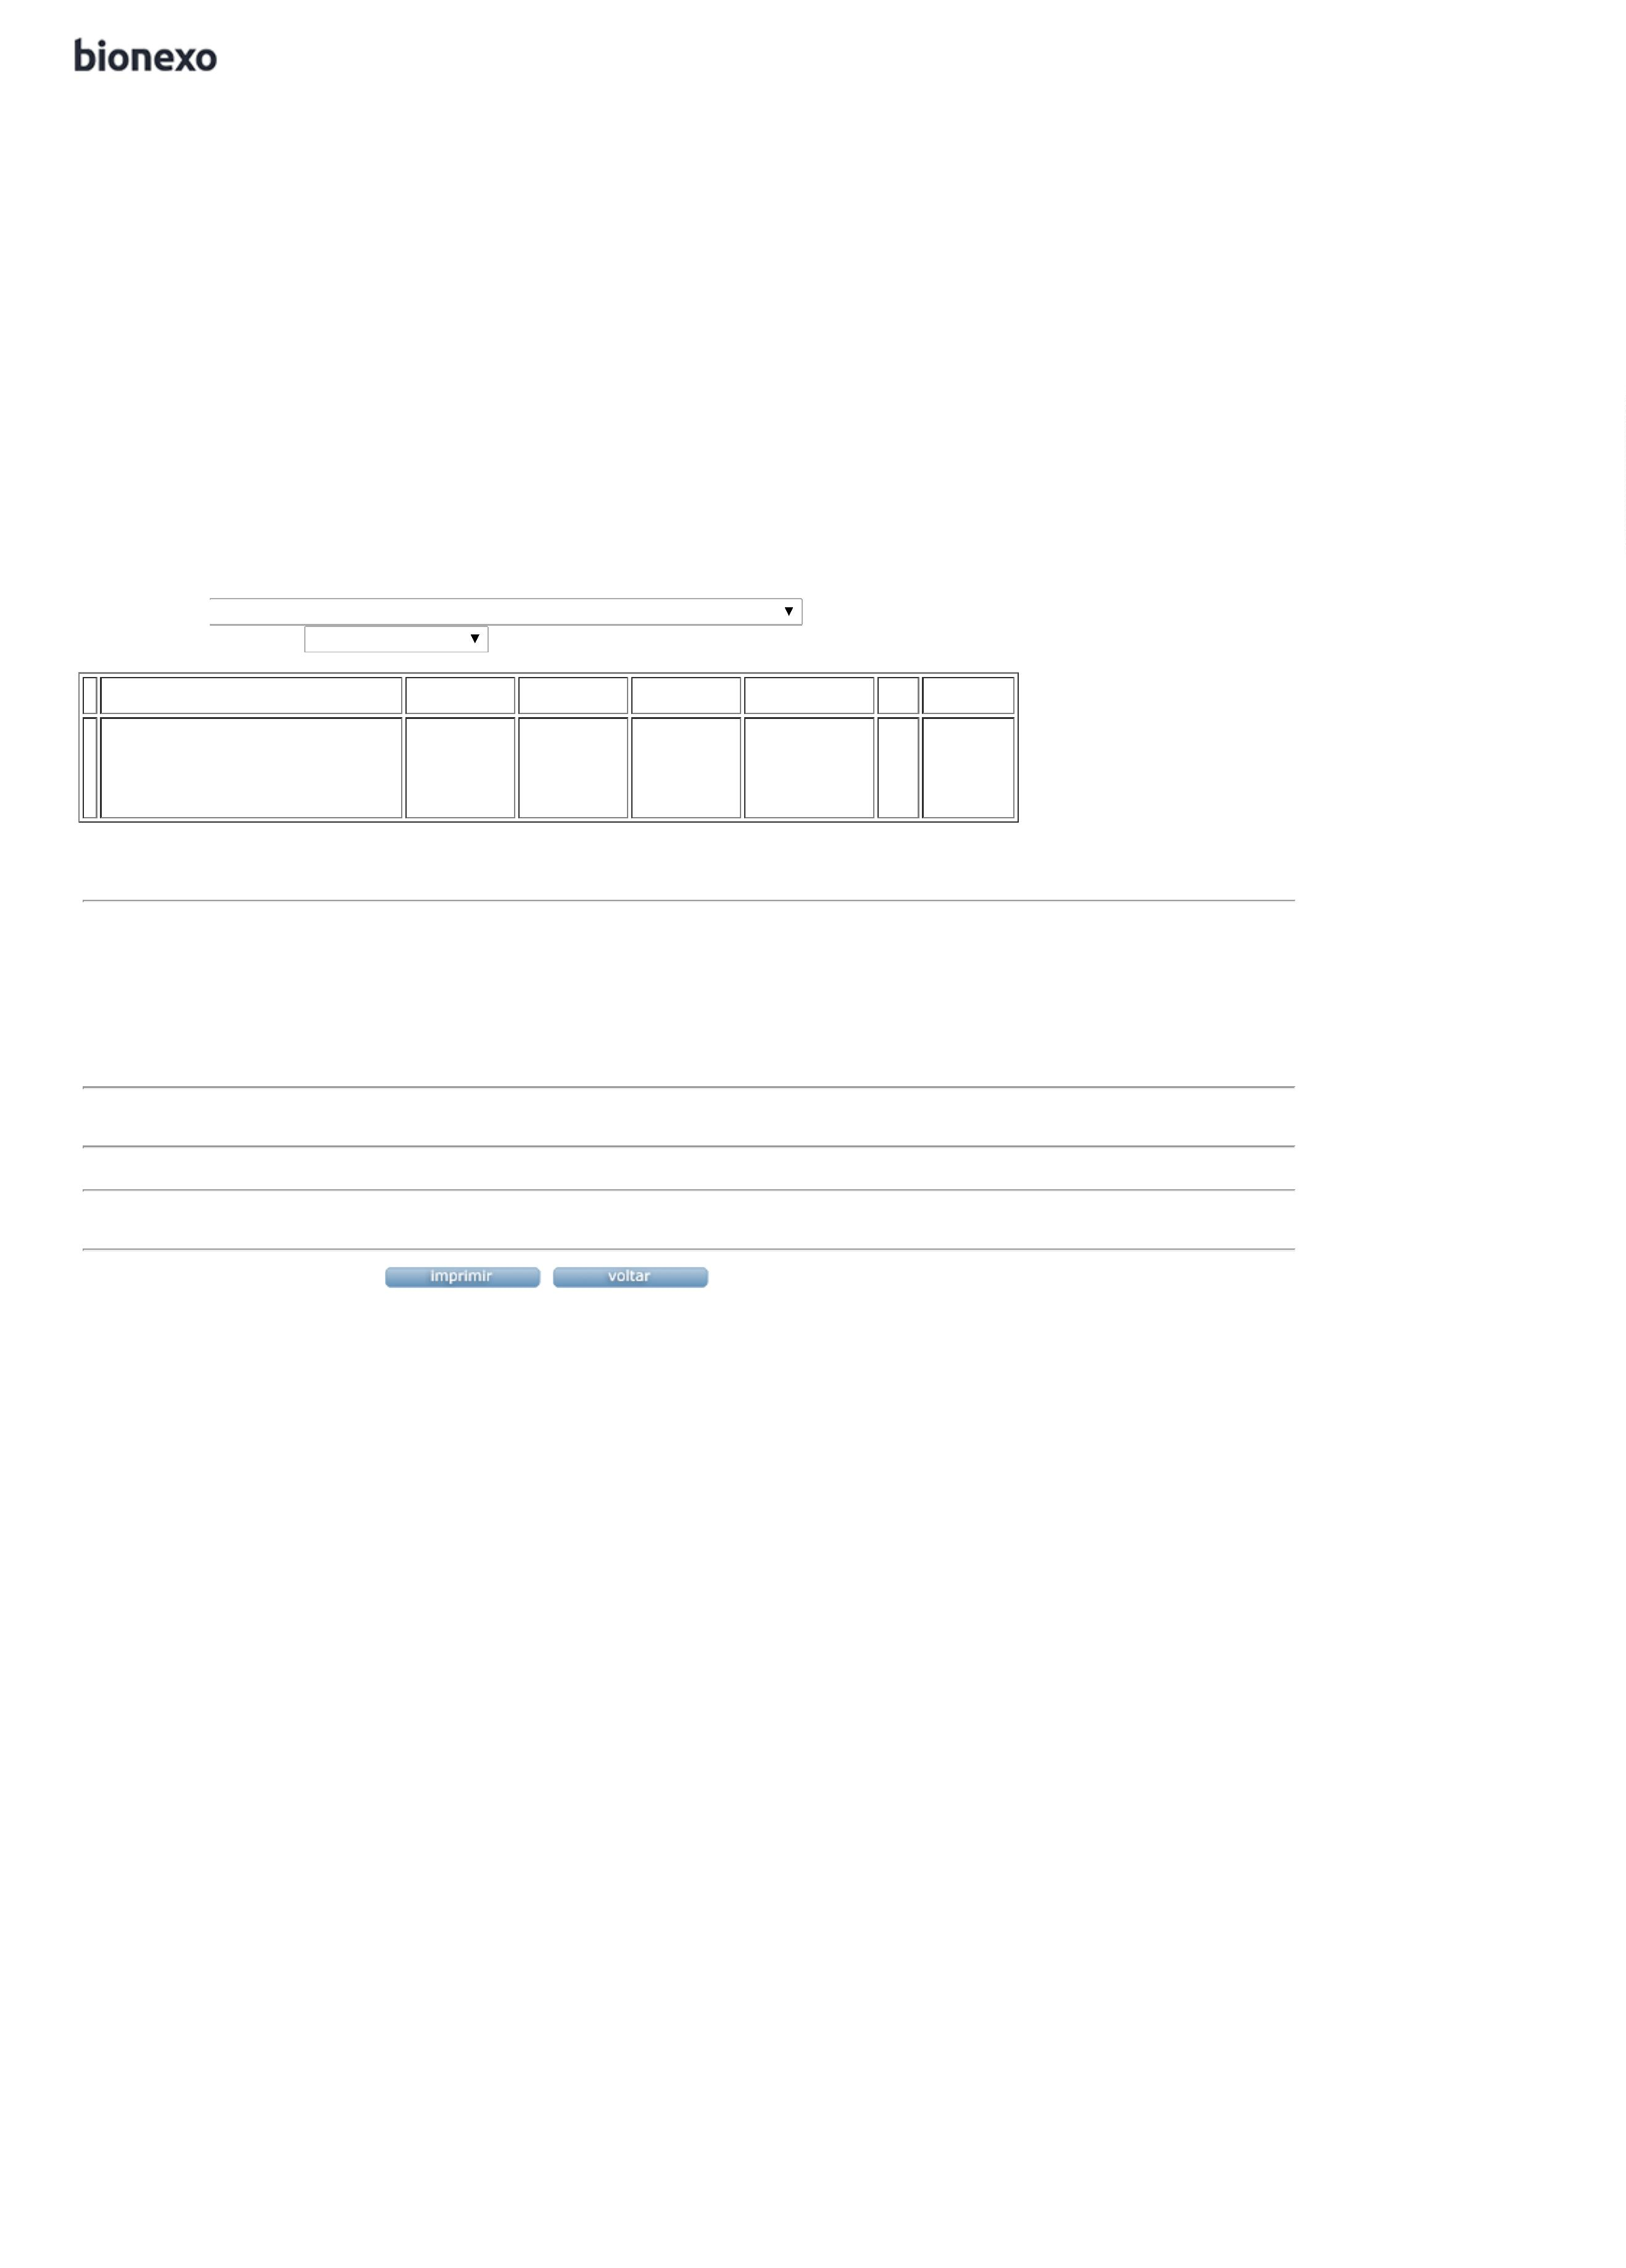 bionexo
▼
▼
imprimir voltar